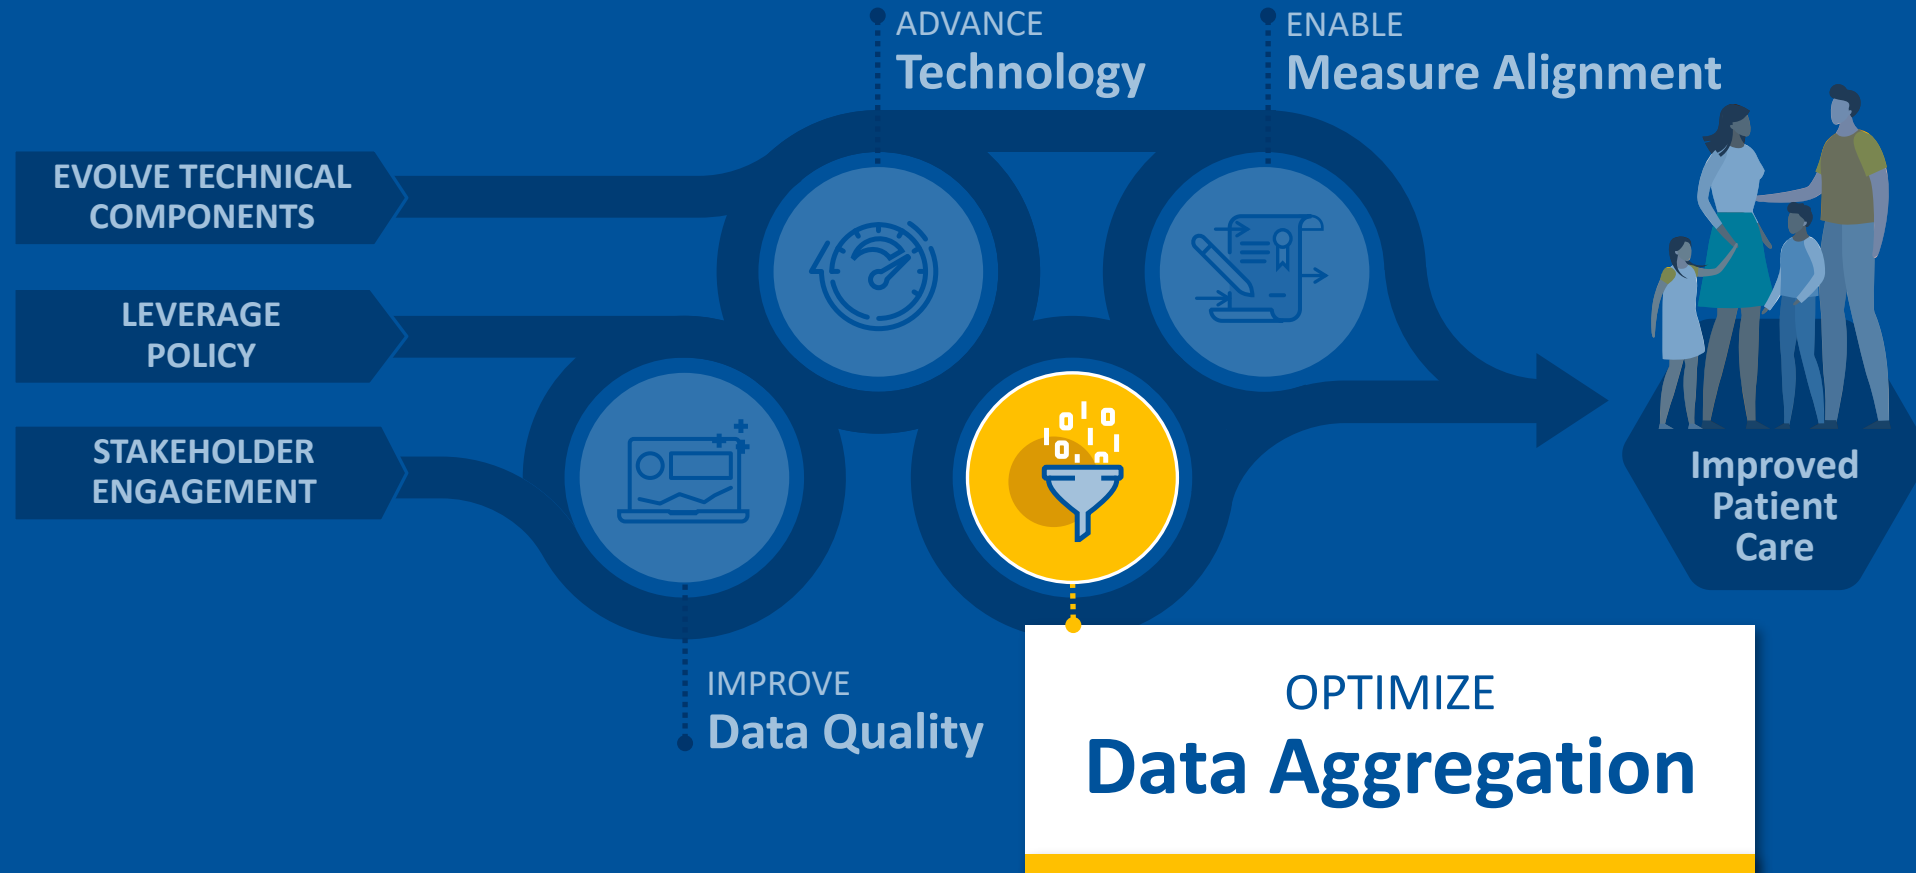 ADVANCE
Technology
ENABLE
Measure Alignment
EVOLVE TECHNICAL
COMPONENTS
LEVERAGE
POLICY
STAKEHOLDER
ENGAGEMENT
Improved
Patient
Care
IMPROVE
Data Quality
OPTIMIZE
Data Aggregation